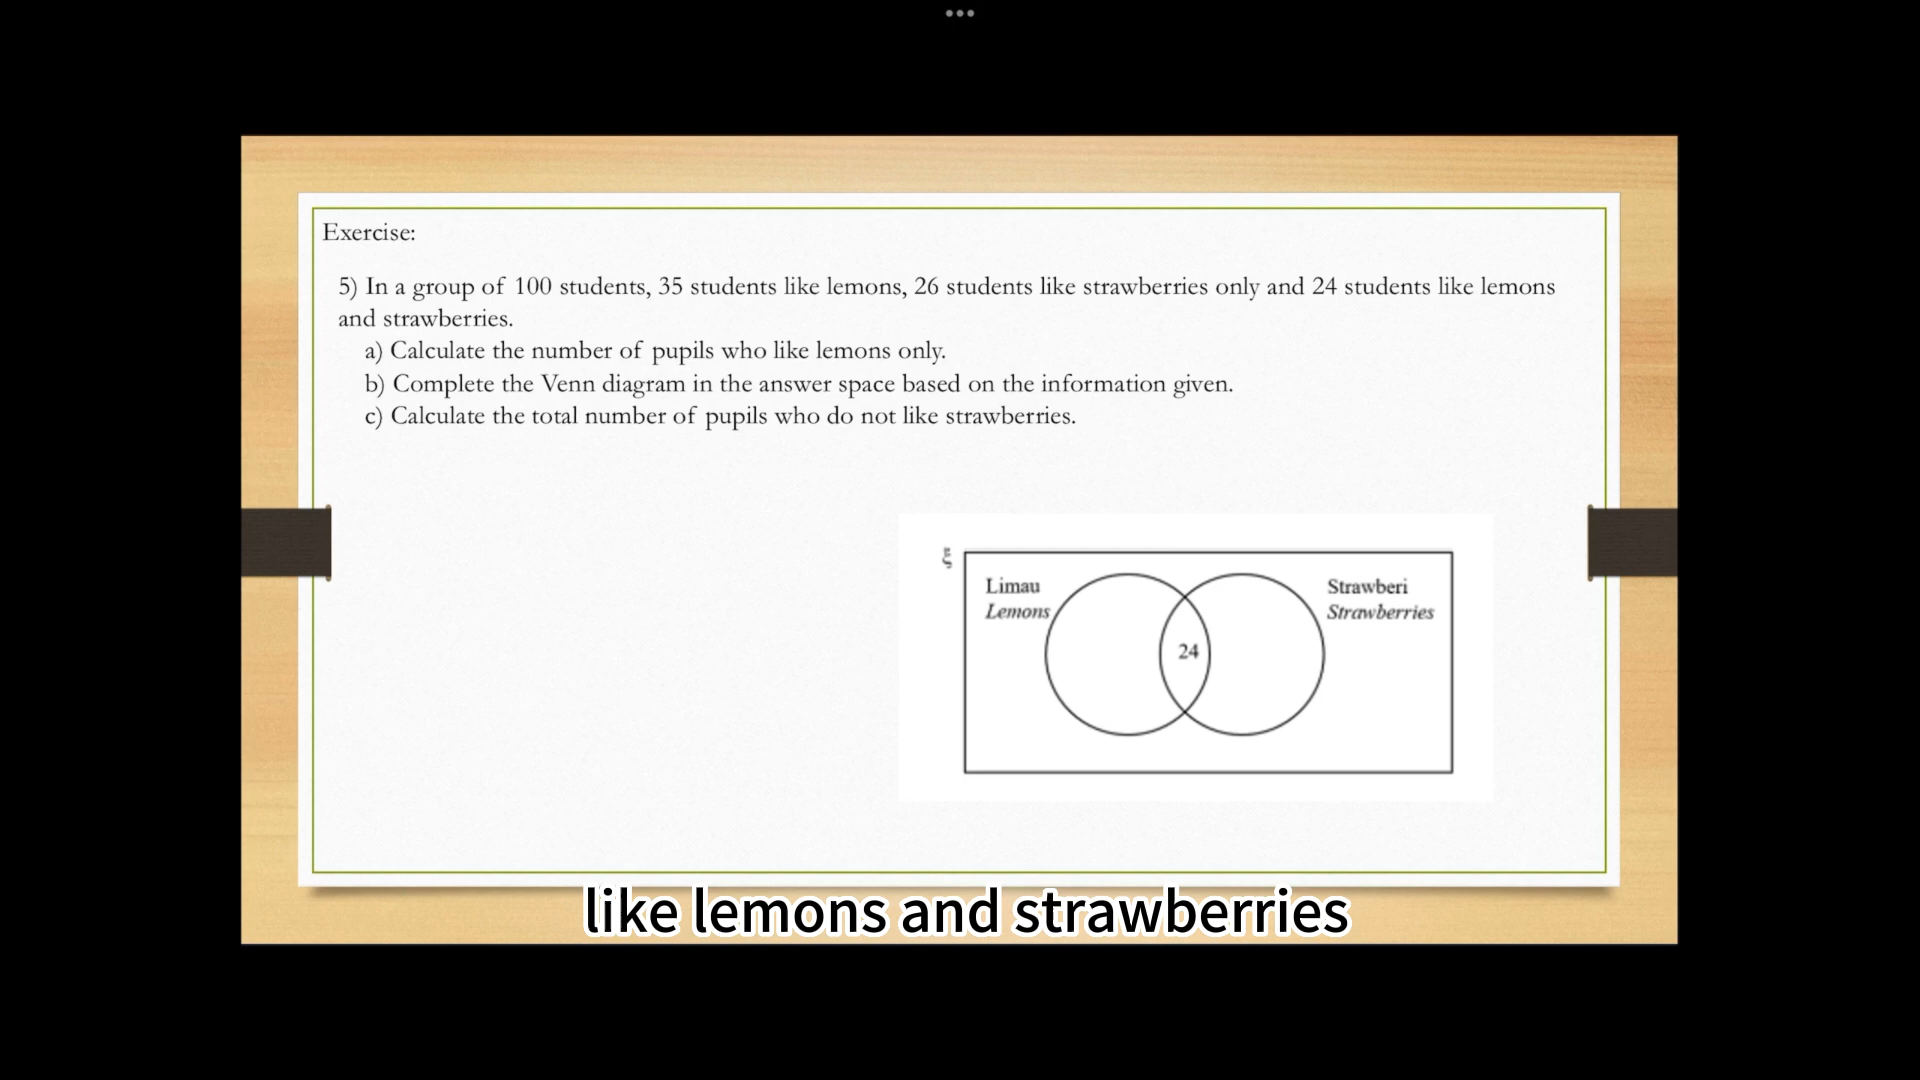 Exercise:
5) In a group of 100 students, 35 students like lemons, 26 students like strawberries only and 24 students like lemons
and strawberries.
a) Calculate the number of pupils who like lemons only.
b) Complete the Venn diagram in the answer space based on the information given.
c) Calculate the total number of pupils who do not like strawberries.
ξ
Limau
Lemons
Strawberi
Strawberries
24
like lemons and strawberries